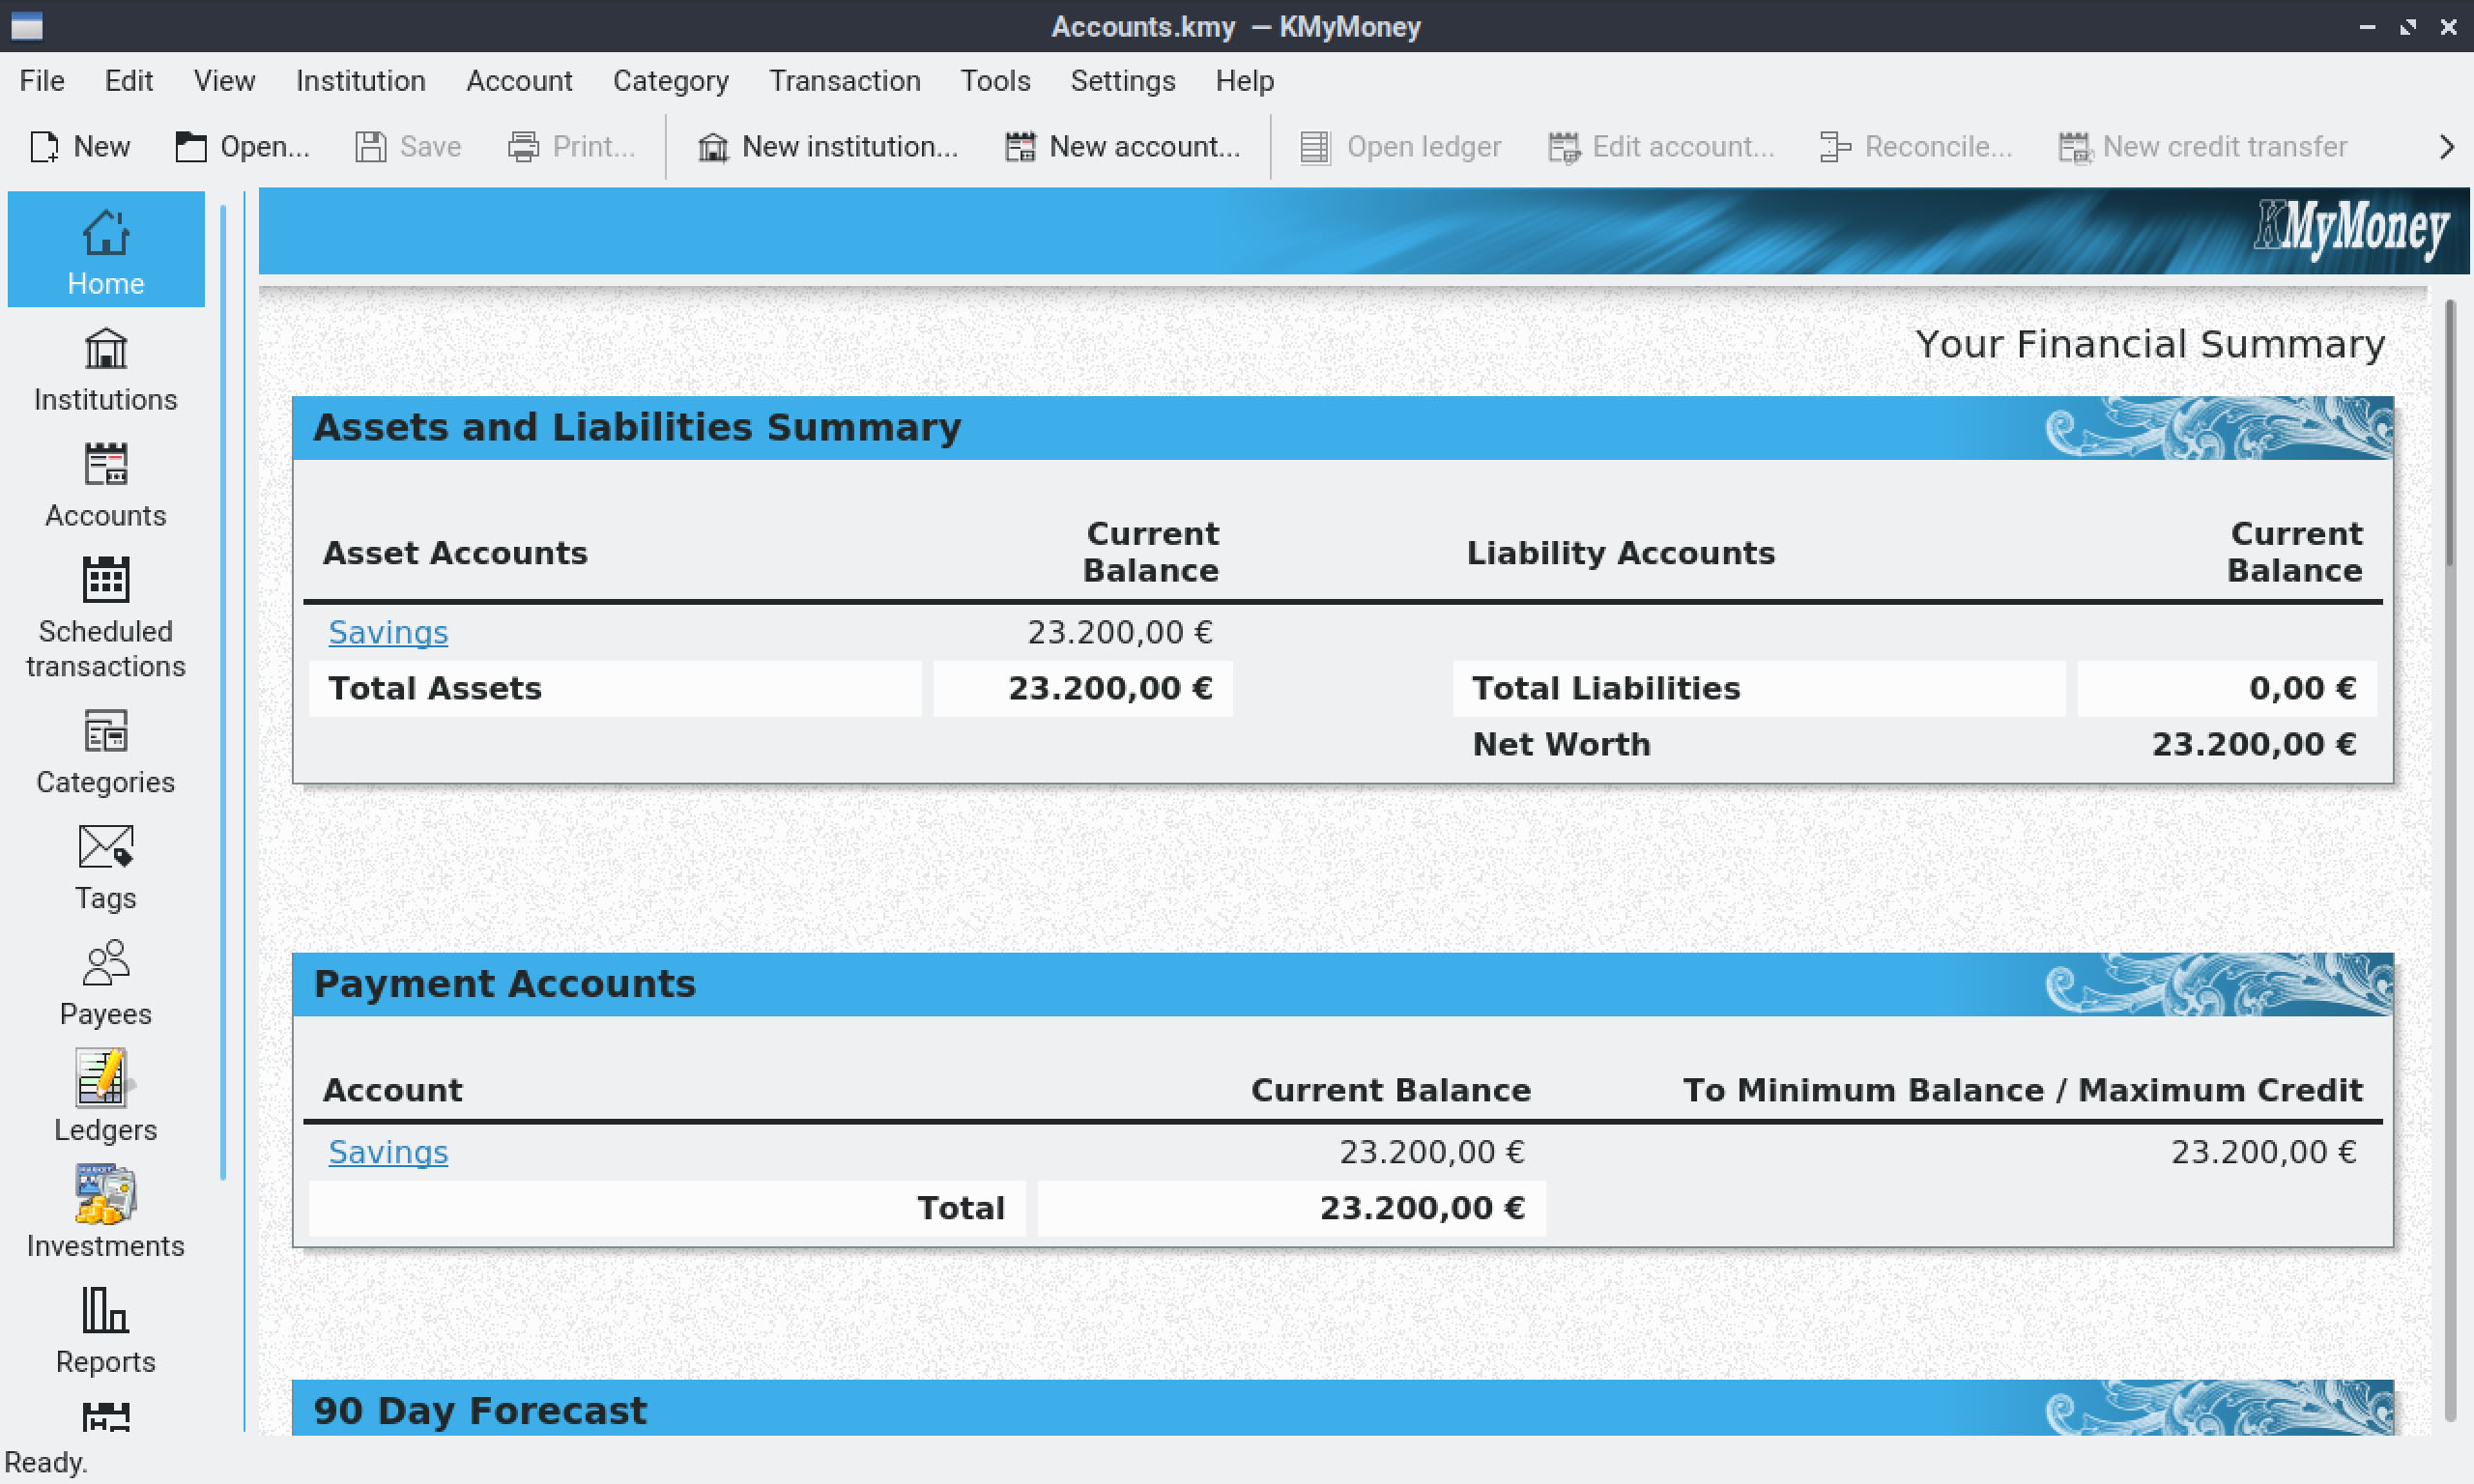 Accounts.kmy — KMyMoney
File Edit View Institution Account Category Transaction Tools Settings Help
New Open... Save Print... New institution... New account... Open ledger Edit account... Reconcile... New credit transfer
KMyMoney
Home
Institutions
Accounts
Scheduled
transactions
Categories
Tags
Payees
Ledgers
Investments
Reports
Your Financial Summary
Assets and Liabilities Summary
Asset Accounts Current Balance Liability Accounts Current Balance
Savings 23.200,00 €
Total Assets 23.200,00 € Total Liabilities 0,00 €
Net Worth 23.200,00 €
Payment Accounts
Account Current Balance To Minimum Balance / Maximum Credit
Savings 23.200,00 € 23.200,00 €
Total 23.200,00 €
90 Day Forecast
Ready.